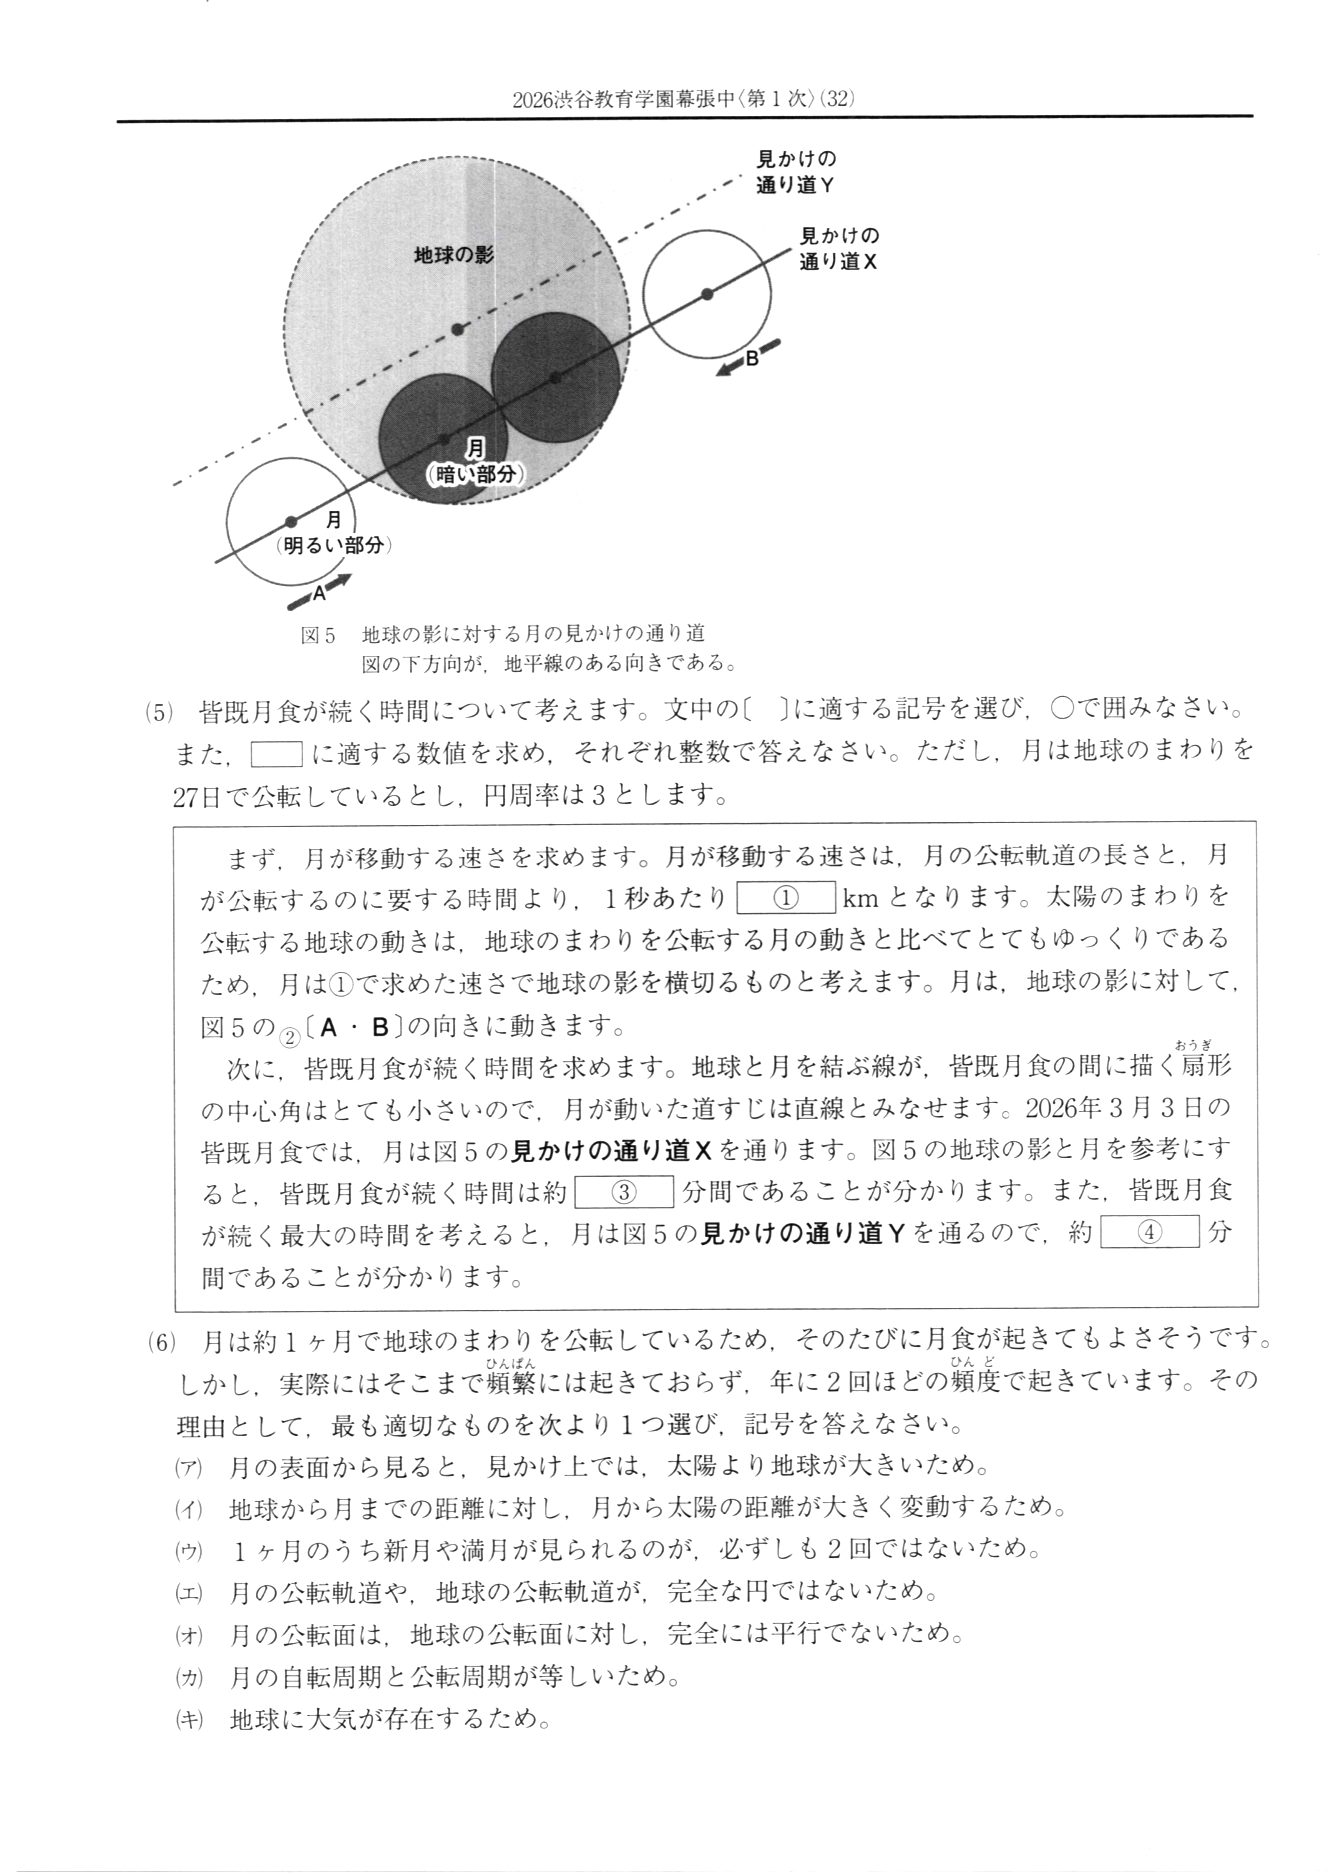 2026渋谷教育学園幕張中〈第1次〉(32)
見かけの
通り道Y
見かけの
通り道X
地球の影
B
月
(暗い部分)
月
(明るい部分)
A
図5 地球の影に対する月の見かけの通り道
図の下方向が，地平線のある向きである。
(5) 皆既月食が続く時間について考えます。文中の〔 〕に適する記号を選び，○で囲みなさい。
また，□に適する数値を求め，それぞれ整数で答えなさい。ただし，月は地球のまわりを
27日で公転しているとし，円周率は3とします。
まず，月が移動する速さを求めます。月が移動する速さは，月の公転軌道の長さと，月
が公転するのに要する時間より，1秒あたり ① kmとなります。太陽のまわりを
公転する地球の動きは，地球のまわりを公転する月の動きと比べてとてもゆっくりである
ため，月は①で求めた速さで地球の影を横切るものと考えます。月は，地球の影に対して，
図5の②〔A・B〕の向きに動きます。
おうぎ
次に，皆既月食が続く時間を求めます。地球と月を結ぶ線が，皆既月食の間に描く扇形
の中心角はとても小さいので，月が動いた道すじは直線とみなせます。2026年3月3日の
皆既月食では，月は図5の見かけの通り道Xを通ります。図5の地球の影と月を参考にす
ると，皆既月食が続く時間は約 ③ 分間であることが分かります。また，皆既月食
が続く最大の時間を考えると，月は図5の見かけの通り道Yを通るので，約 ④ 分
間であることが分かります。
(6) 月は約1ヶ月で地球のまわりを公転しているため，そのたびに月食が起きてもよさそうです。
ひんぱん ひんど
しかし，実際にはそこまで頻繁には起きておらず，年に2回ほどの頻度で起きています。その
理由として，最も適切なものを次より1つ選び，記号を答えなさい。
(ア) 月の表面から見ると，見かけ上では，太陽より地球が大きいため。
(イ) 地球から月までの距離に対し，月から太陽の距離が大きく変動するため。
(ウ) 1ヶ月のうち新月や満月が見られるのが，必ずしも2回ではないため。
(エ) 月の公転軌道や，地球の公転軌道が，完全な円ではないため。
(オ) 月の公転面は，地球の公転面に対し，完全には平行でないため。
(カ) 月の自転周期と公転周期が等しいため。
(キ) 地球に大気が存在するため。